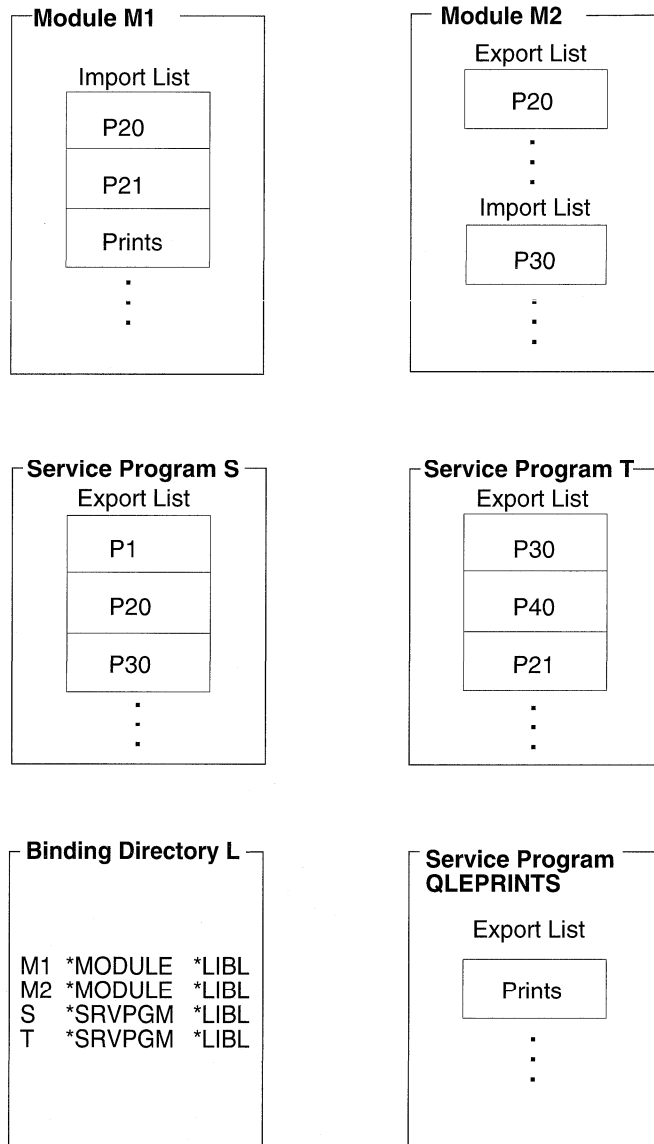 Module M1
Import List
P20
P21
Prints
Module M2
Export List
P20
Import List
P30
Service Program S
Export List
P1
P20
P30
Service Program T
Export List
P30
P40
P21
Binding Directory L
M1 *MODULE *LIBL
M2 *MODULE *LIBL
S *SRVPGM *LIBL
T *SRVPGM *LIBL
Service Program
QLEPRINTS
Export List
Prints